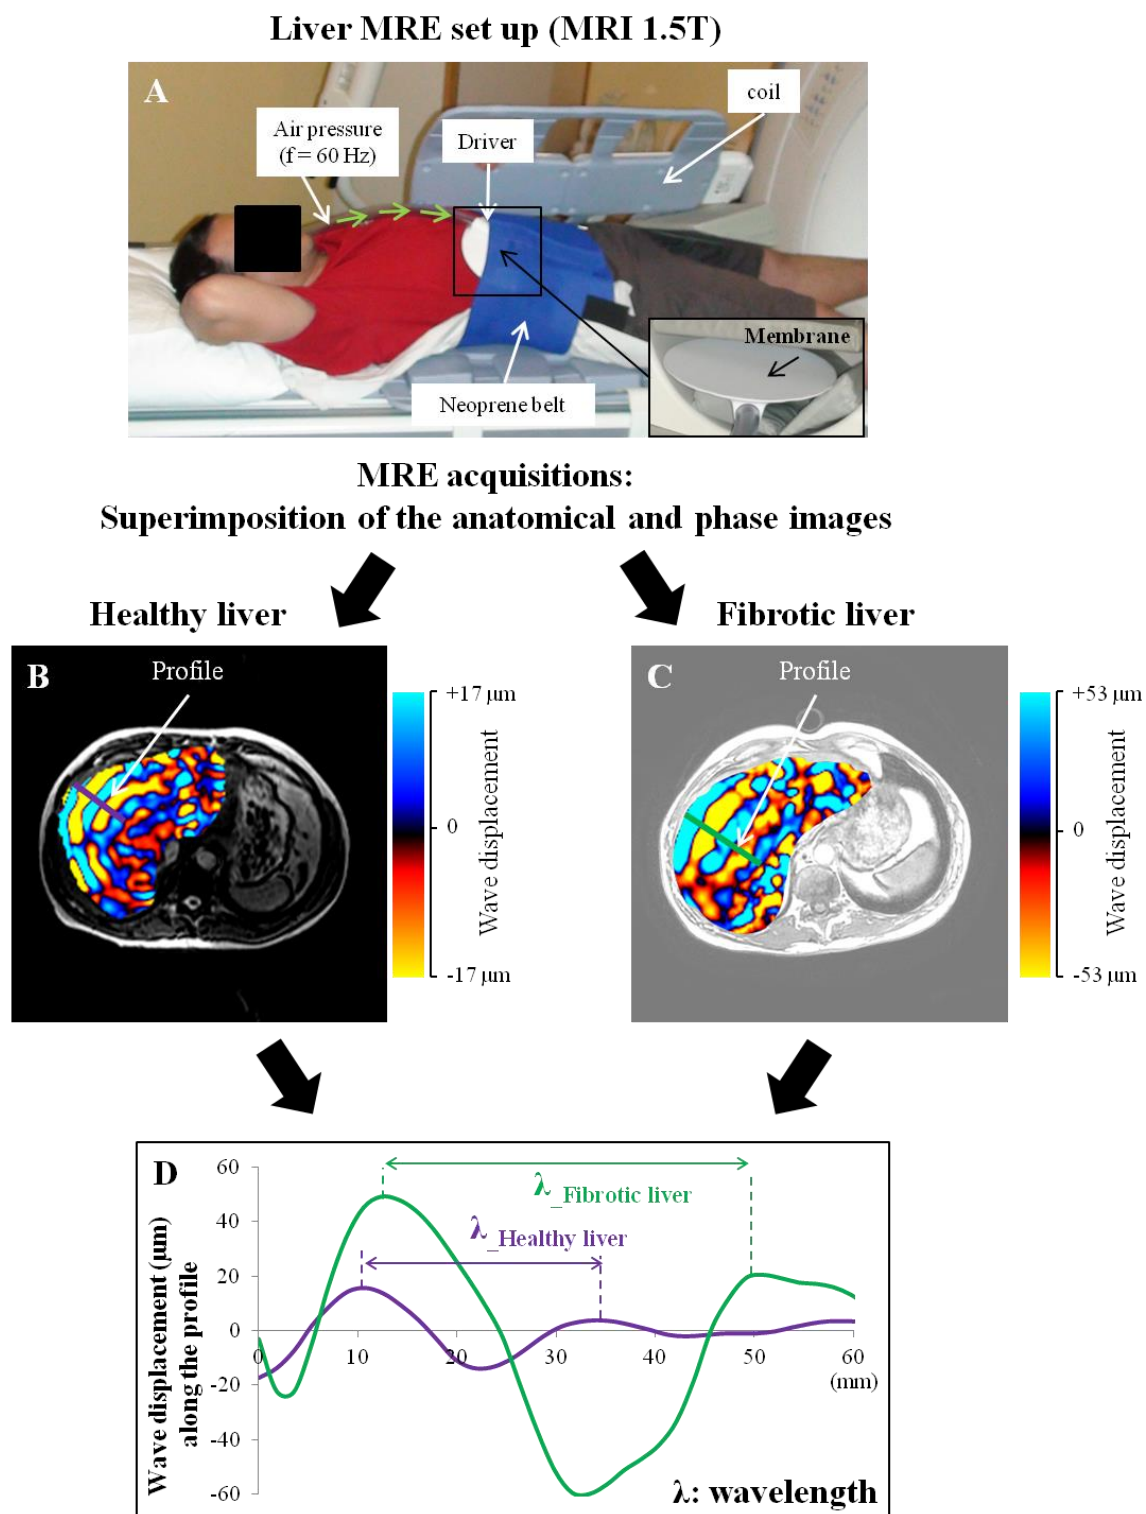 Liver MRE set up (MRI 1.5T)
A
coil
Air pressure
(f = 60 Hz)
Driver
Membrane
Neoprene belt
MRE acquisitions:
Superimposition of the anatomical and phase images
Healthy liver
Fibrotic liver
B
Profile
+17 µm
0
-17 µm
Wave displacement
C
Profile
+53 µm
0
-53 µm
Wave displacement
D
60
40
20
0
-20
-40
-60
Wave displacement (µm)
along the profile
λ_Fibrotic liver
λ_Healthy liver
0
10
20
30
40
50
60
(mm)
λ: wavelength